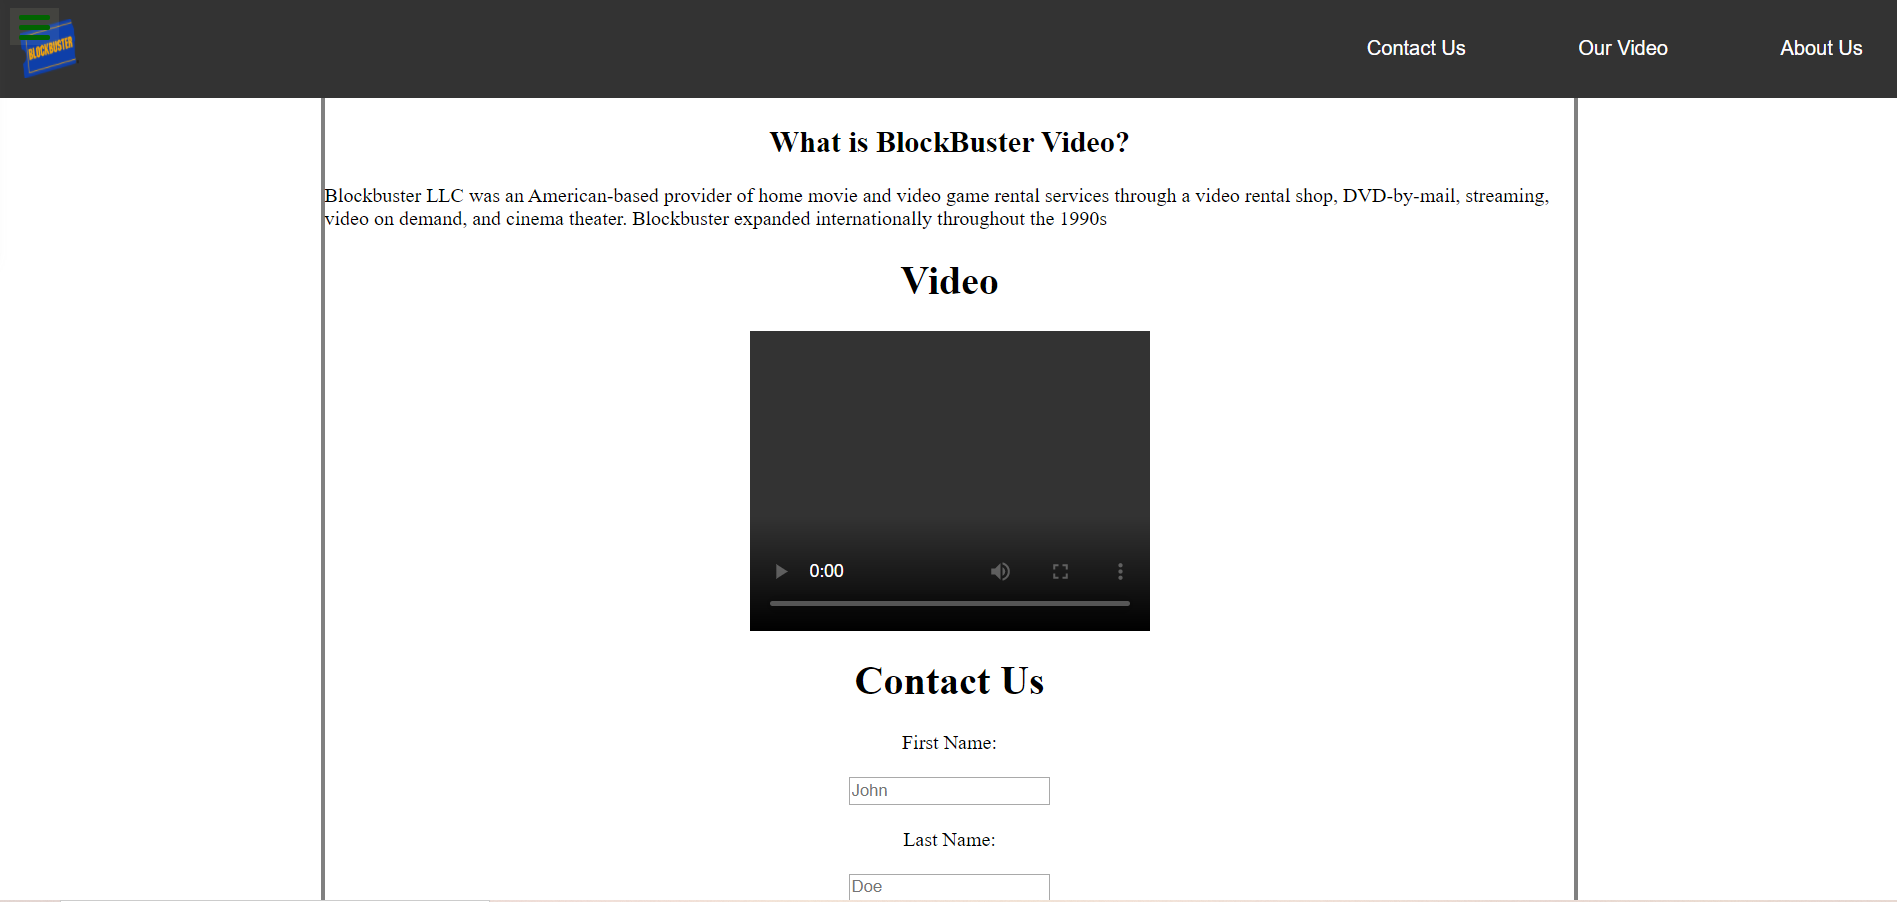 BLOCKBUSTER
Contact Us
Our Video
About Us
What is BlockBuster Video?
Blockbuster LLC was an American-based provider of home movie and video game rental services through a video rental shop, DVD-by-mail, streaming,
video on demand, and cinema theater. Blockbuster expanded internationally throughout the 1990s
Video
0:00
Contact Us
First Name:
John
Last Name:
Doe